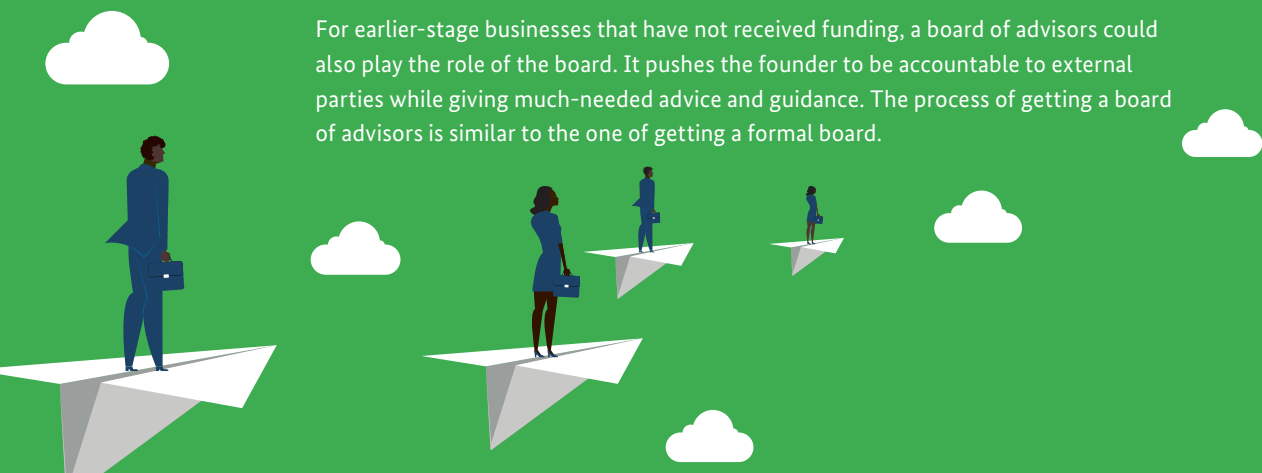 For earlier-stage businesses that have not received funding, a board of advisors could
also play the role of the board. It pushes the founder to be accountable to external
parties while giving much-needed advice and guidance. The process of getting a board
of advisors is similar to the one of getting a formal board.